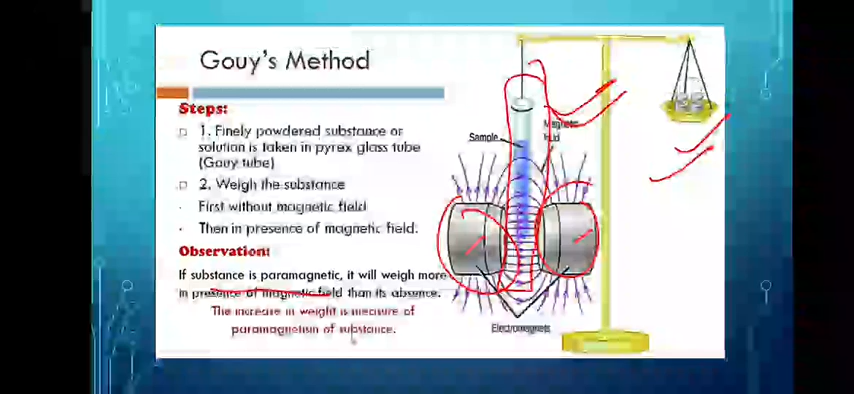 Gouy's Method
Steps:
1. Finely powdered substance or
solution is taken in pyrex glass tube
(Gouy tube)
2. Weigh the substance
First without magnetic field
Then in presence of magnetic field.
Observation:
If substance is paramagnetic, it will weigh more
in presence of magnetic field than its absence.
The increase in weight is measure of
paramagnetism of substance.
Sample
Magnetic
Electromagnets